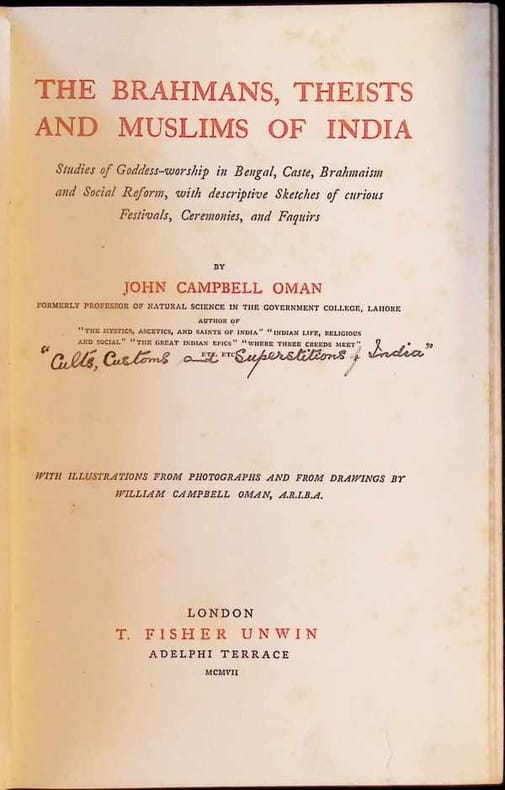 THE BRAHMANS, THEISTS
AND MUSLIMS OF INDIA
Studies of Goddess-worship in Bengal, Caste, Brahmaism
and Social Reform, with descriptive Sketches of curious
Festivals, Ceremonies, and Faquirs
BY
JOHN CAMPBELL OMAN
FORMERLY PROFESSOR OF NATURAL SCIENCE IN THE GOVERNMENT COLLEGE, LAHORE
AUTHOR OF
"THE MYSTICS, ASCETICS, AND SAINTS OF INDIA" "INDIAN LIFE, RELIGIOUS
AND SOCIAL" "THE GREAT INDIAN EPICS" "WHERE THREE CREEDS MEET"
ETC. ETC.
"Cults, Customs and Superstitions of India"
WITH ILLUSTRATIONS FROM PHOTOGRAPHS AND FROM DRAWINGS BY
WILLIAM CAMPBELL OMAN, A.R.I.B.A.
LONDON
T. FISHER UNWIN
ADELPHI TERRACE
MCMVII